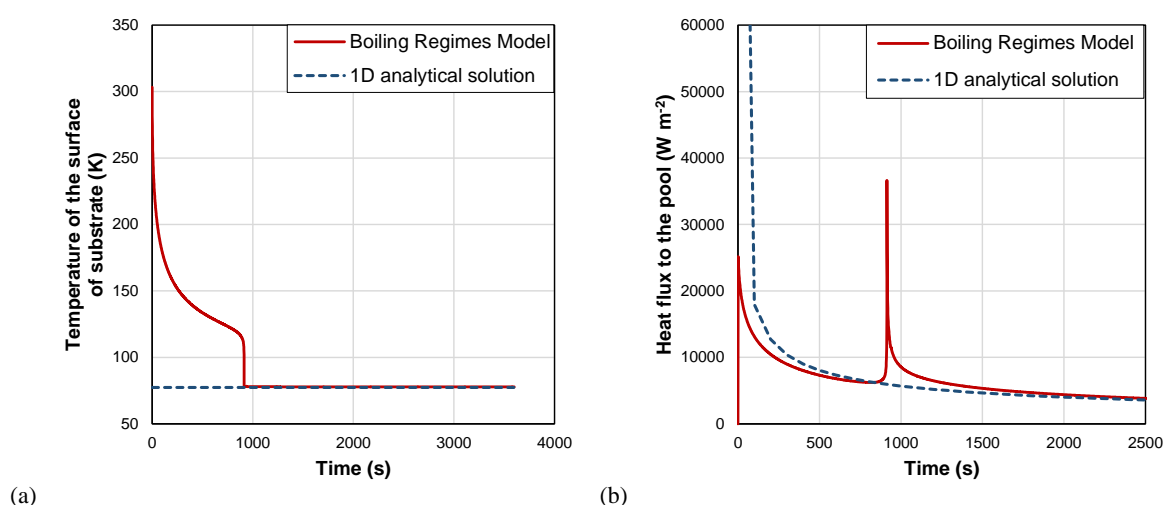 350
300
250
200
150
100
50
0
1000
2000
3000
4000
Temperature of the surface
of substrate (K)
Time (s)
Boiling Regimes Model
1D analytical solution
(a)
60000
50000
40000
30000
20000
10000
0
0
500
1000
1500
2000
2500
Heat flux to the pool (W m-2)
Time (s)
Boiling Regimes Model
1D analytical solution
(b)